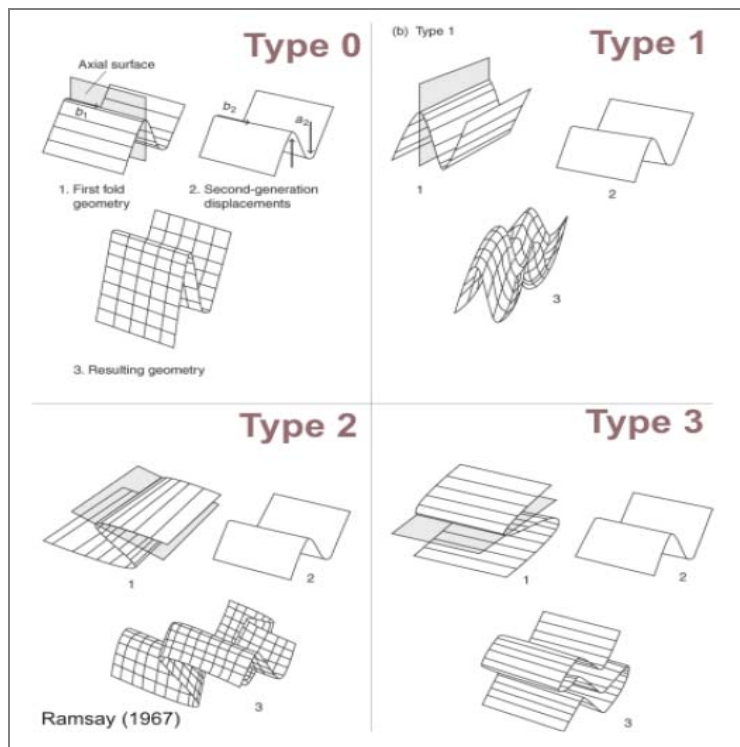 Type 0
Axial surface
b1
b2
a2
1. First fold
geometry
2. Second-generation
displacements
3. Resulting geometry
(b) Type 1
Type 1
1
2
3
Type 2
1
2
3
Ramsay (1967)
Type 3
1
2
3